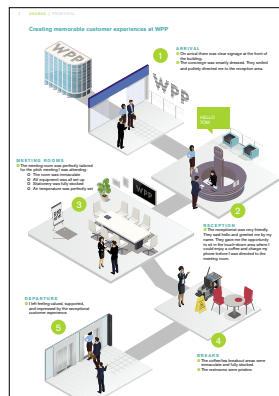 SODEXO | PROPOSAL
Creating memorable customer experiences at WPP
WPP
1
ARRIVAL
On arrival there was clear signage at the front of
the building.
The concierge was smartly dressed. They smiled
and politely directed me to the reception area.
WPP
HELLO
TOM!
MEETING ROOMS
The meeting room was perfectly tailored
for the pitch meeting I was attending:
The room was immaculate
AV equipment was all set up
Stationery was fully stocked
Air temperature was perfectly set
WPP
3
2
RECEPTION
The receptionist was very friendly.
They said hello and greeted me by my
name. They gave me the opportunity
to sit in the touch-down area where I
could enjoy a coffee and charge my
phone before I was directed to the
meeting room.
DEPARTURE
I left feeling valued, supported,
and impressed by the exceptional
customer experience.
5
4
BREAKS
The coffee/tea breakout areas were
immaculate and fully stocked.
The restrooms were pristine.